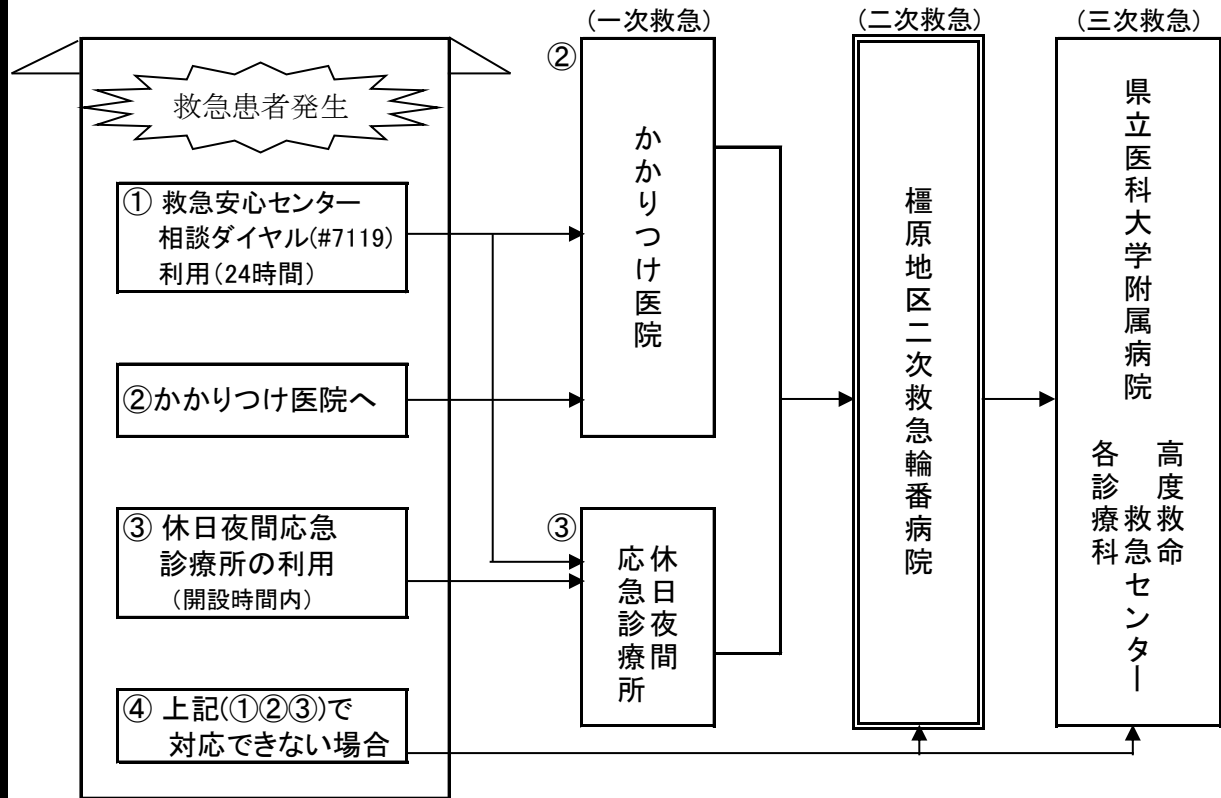 救急患者発生
① 救急安心センター
相談ダイヤル(#7119)
利用(24時間)
②かかりつけ医院へ
③ 休日夜間応急
診療所の利用
(開設時間内)
④ 上記(①②③)で
対応できない場合
(一次救急)
②
かかりつけ医院
③
休日夜間
応急診療所
(二次救急)
橿原地区二次救急輪番病院
(三次救急)
県立医科大学附属病院
高度救命
救急センター
各診療科